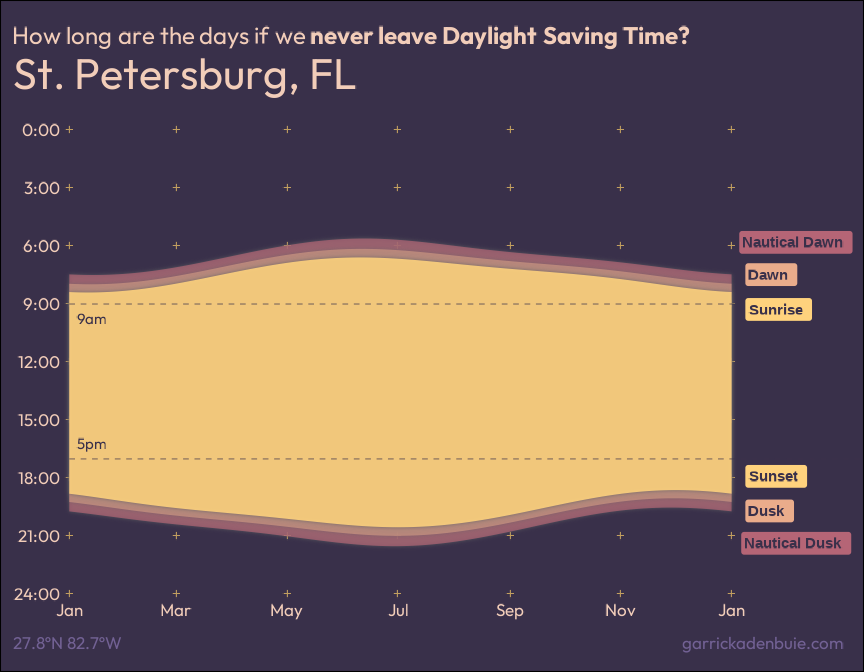 How long are the days if we never leave Daylight Saving Time?
St. Petersburg, FL
0:00
3:00
6:00
Nautical Dawn
Dawn
9:00
Sunrise
9am
12:00
15:00
5pm
18:00
Sunset
Dusk
21:00
Nautical Dusk
24:00
Jan Mar May Jul Sep Nov Jan
27.8°N 82.7°W
garrickadenbuie.com